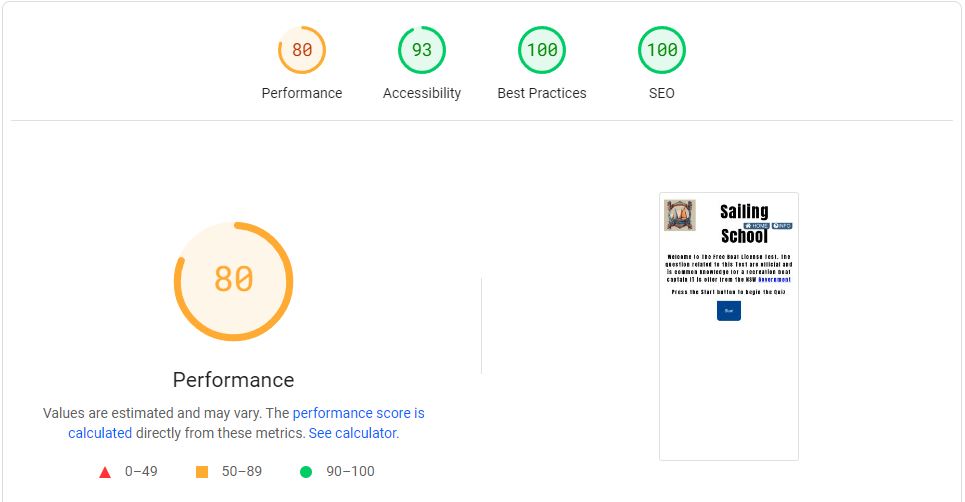 80 93 100 100
Performance Accessibility Best Practices SEO
80
Performance
Values are estimated and may vary. The performance score is
calculated directly from these metrics. See calculator.
0–49 50–89 90–100
Sailing
School
HOME INFO
Welcome to the Free Boat License Test. The
question related to this Test are official and
is common knowledge for a recreation boat
captain IT is offer from the NSW Government
Press the Start button to begin the Quiz
Start